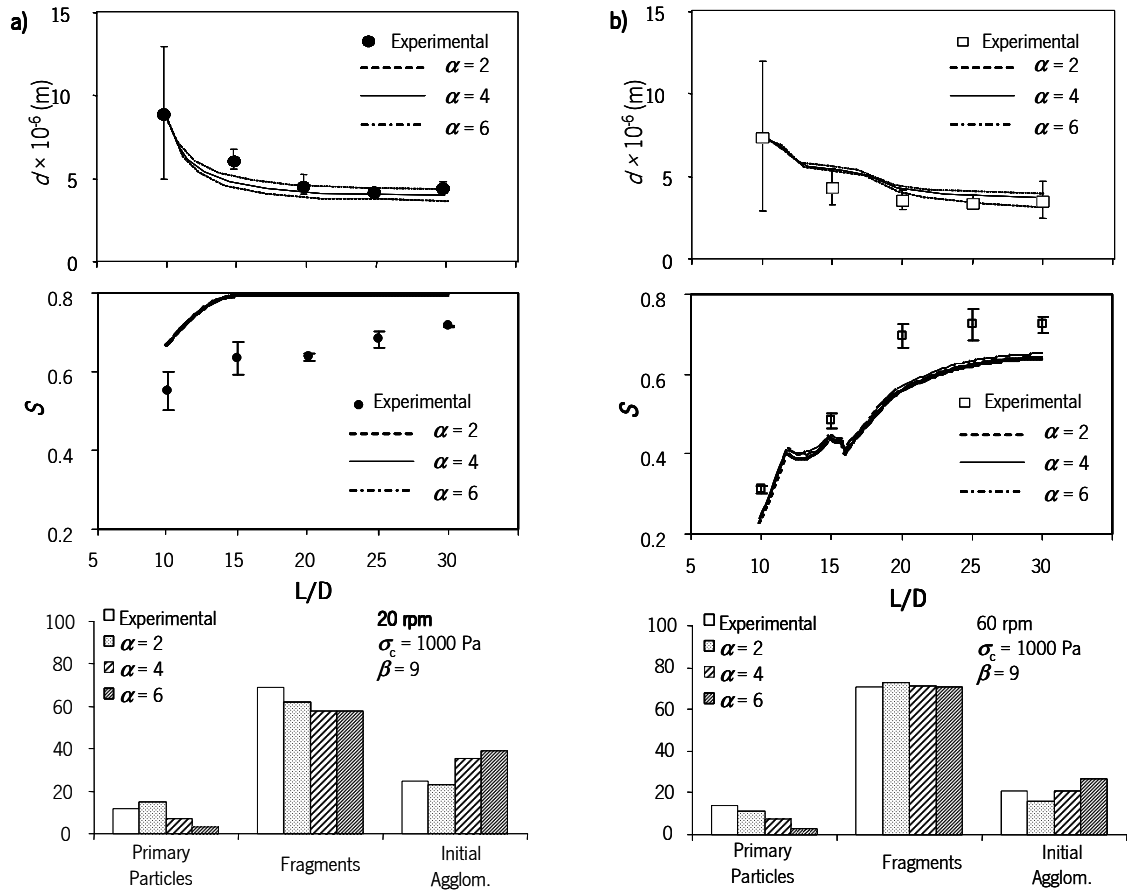 a)
15
10
5
0
d × 10-6 (m)
Experimental
α = 2
α = 4
α = 6
0.8
0.6
0.4
0.2
S
Experimental
α = 2
α = 4
α = 6
5 10 15 20 25 30
L/D
100
80
60
40
20
0
Experimental
α = 2
α = 4
α = 6
20 rpm
σc = 1000 Pa
β = 9
Primary
Particles
Fragments
Initial
Agglom.
b)
15
10
5
0
d × 10-6 (m)
Experimental
α = 2
α = 4
α = 6
0.8
0.6
0.4
0.2
S
Experimental
α = 2
α = 4
α = 6
5 10 15 20 25 30
L/D
100
80
60
40
20
0
Experimental
α = 2
α = 4
α = 6
60 rpm
σc = 1000 Pa
β = 9
Primary
Particles
Fragments
Initial
Agglom.